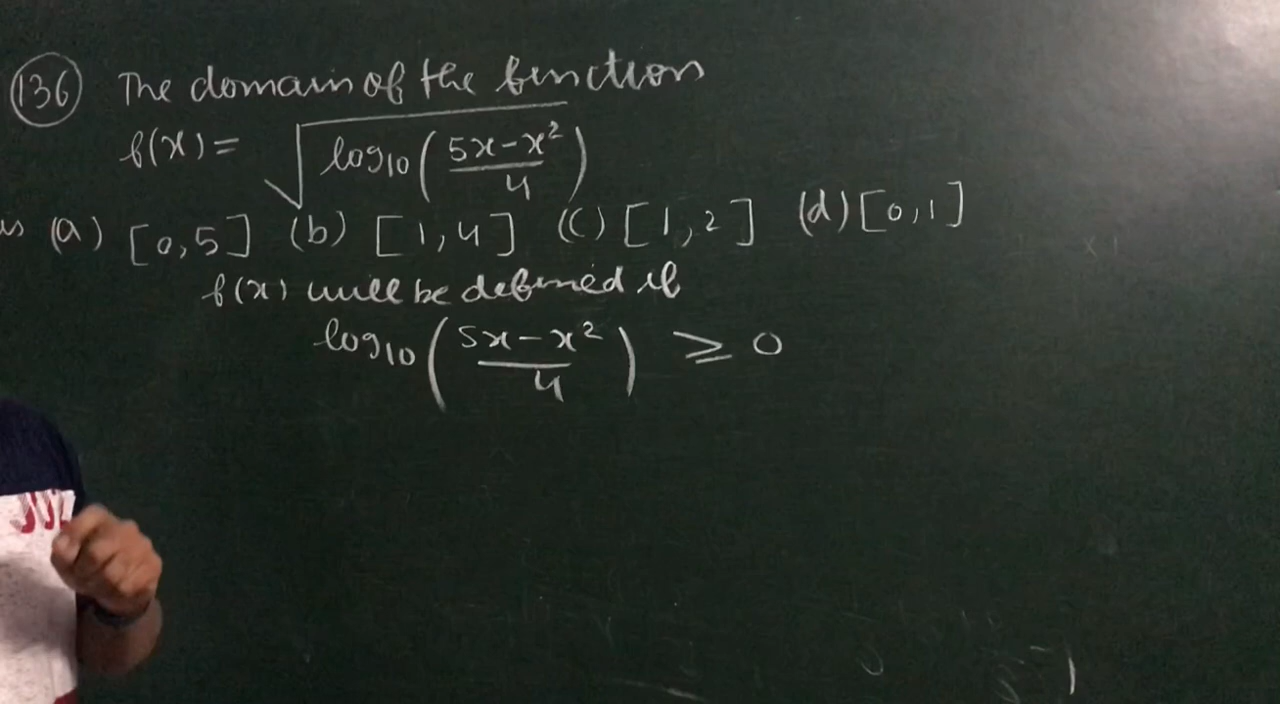 (136) The domain of the function
f(x) = √(log₁₀((5x-x²)/4))
is (a) [0,5] (b) [1,4] (c) [1,2] (d) [0,1]
f(x) will be defined if
log₁₀((5x-x²)/4) ≥ 0